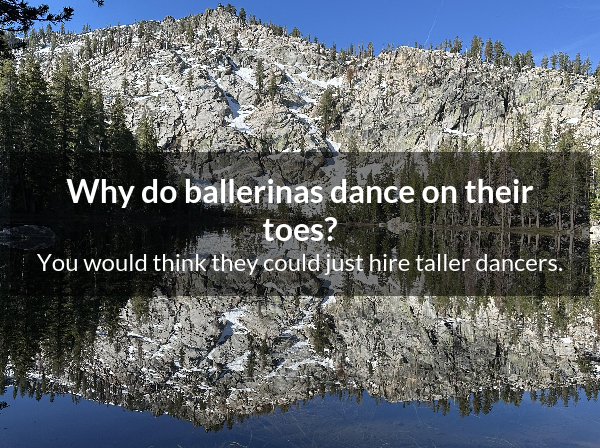 Why do ballerinas dance on their
toes?
You would think they could just hire taller dancers.